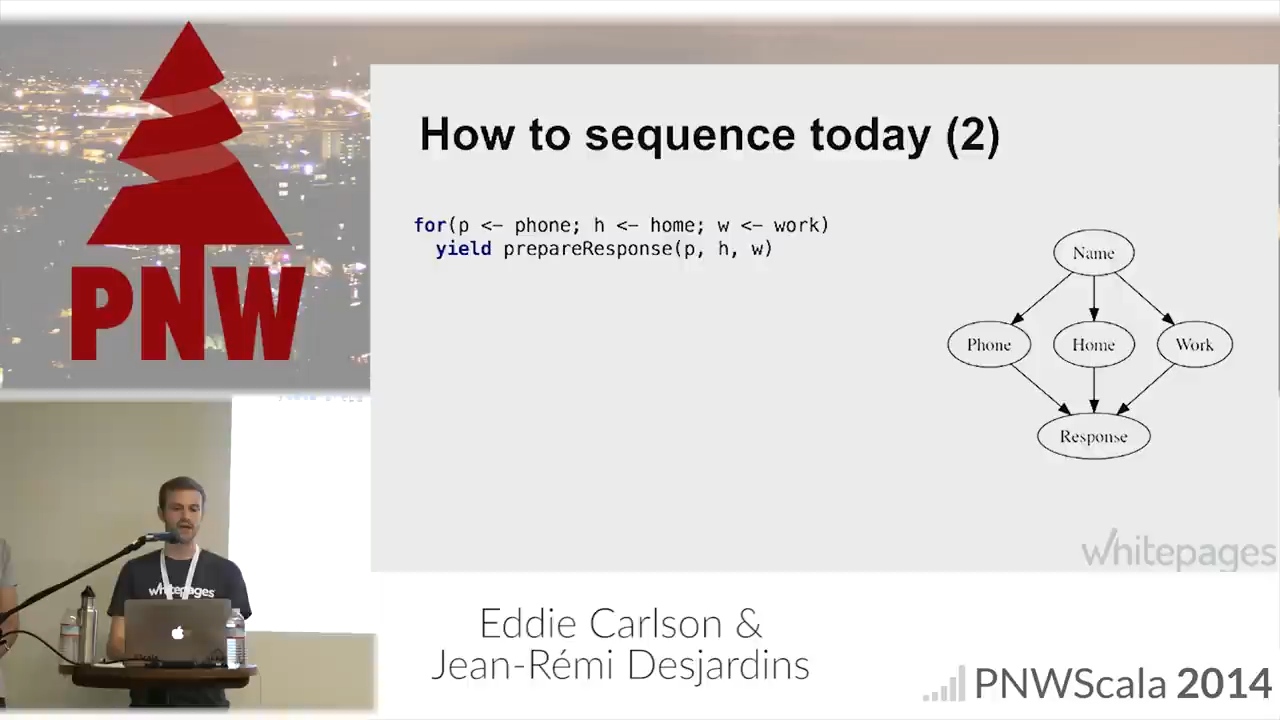 PNW
How to sequence today (2)
for(p <- phone; h <- home; w <- work)
yield prepareResponse(p, h, w)
Name
Phone
Home
Work
Response
whitepages
whitepages
Eddie Carlson &
Jean-Rémi Desjardins
PNWScala 2014